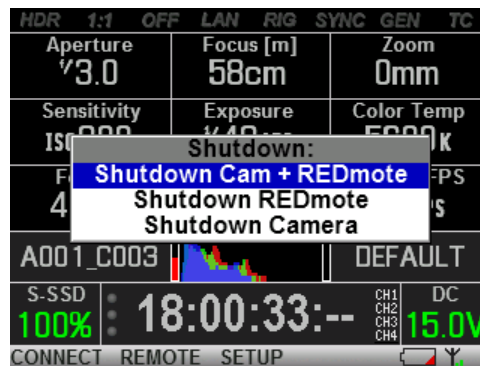 HDR 1:1 OFF LAN RIG SYNC GEN TC
Aperture Focus [m] Zoom
f/3.0 58cm 0mm
Sensitivity Exposure Color Temp
K
Shutdown:
Shutdown Cam + REDmote
FPS
Shutdown REDmote
4
Shutdown Camera
A001_C003 DEFAULT
S-SSD DC
CH1
CH2
CH3
CH4
100% 18:00:33:-- 15.0V
CONNECT REMOTE SETUP